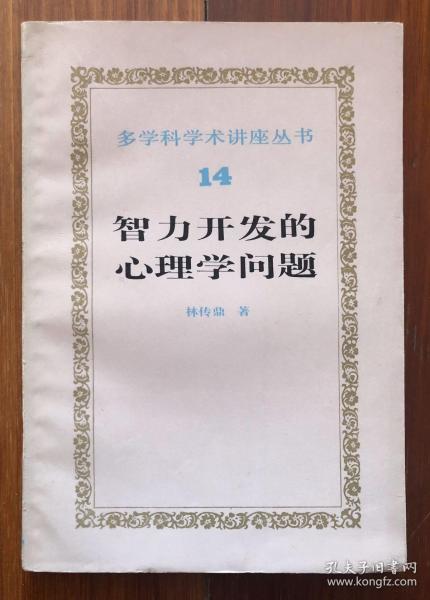 多学科学术讲座丛书
14
智力开发的
心理学问题
林传鼎 著
孔夫子旧书网
www.kongfz.com